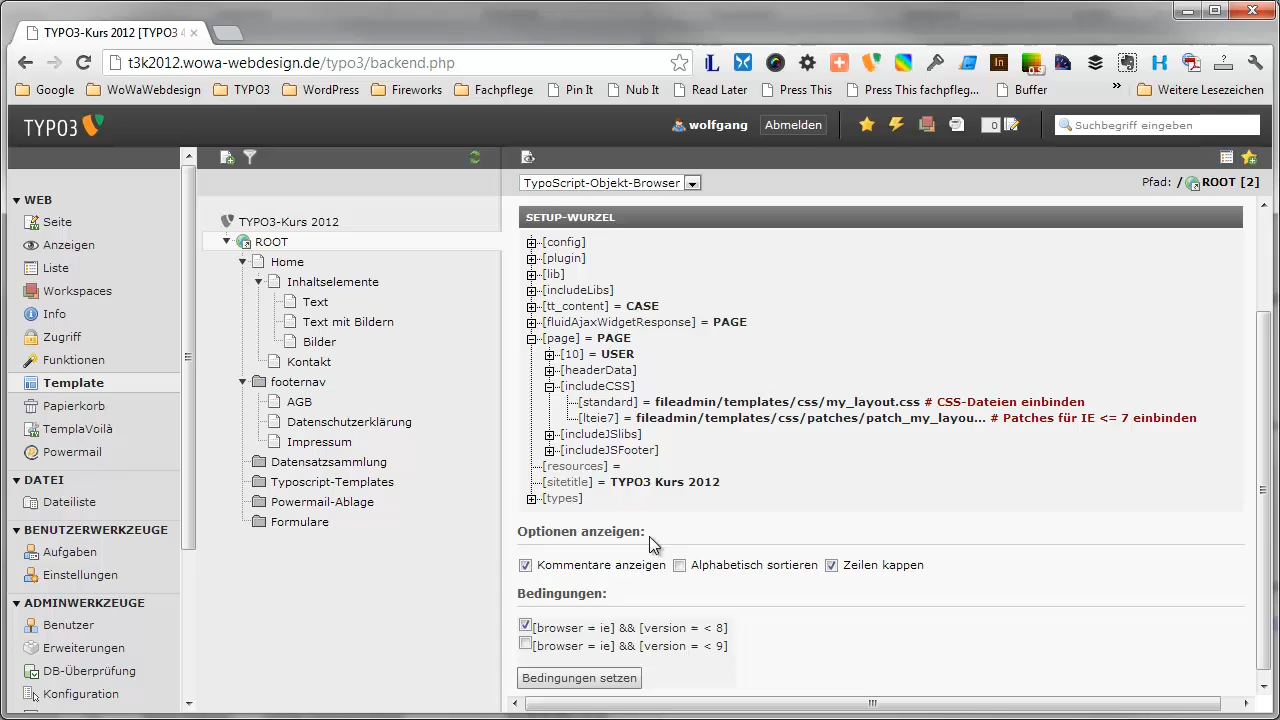 TYPO3-Kurs 2012 [TYPO3 4
t3k2012.wowa-webdesign.de/typo3/backend.php
Google
WoWaWebdesign
TYPO3
WordPress
Fireworks
Fachpflege
Pin It
Nub It
Read Later
Press This
Press This fachpfleg...
Buffer
»
Weitere Lesezeichen
TYPO3
wolfgang
Abmelden
0
Suchbegriff eingeben
TypoScript-Objekt-Browser
Pfad: / ROOT [2]
WEB
Seite
Anzeigen
Liste
Workspaces
Info
Zugriff
Funktionen
Template
Papierkorb
TemplaVoilà
Powermail
DATEI
Dateiliste
BENUTZERWERKZEUGE
Aufgaben
Einstellungen
ADMINWERKZEUGE
Benutzer
Erweiterungen
DB-Überprüfung
Konfiguration
TYPO3-Kurs 2012
ROOT
Home
Inhaltselemente
Text
Text mit Bildern
Bilder
Kontakt
footernav
AGB
Datenschutzerklärung
Impressum
Datensatzsammlung
Typoscript-Templates
Powermail-Ablage
Formulare
SETUP-WURZEL
[config]
[plugin]
[lib]
[includeLibs]
[tt_content] = CASE
[fluidAjaxWidgetResponse] = PAGE
[page] = PAGE
[10] = USER
[headerData]
[includeCSS]
[standard] = fileadmin/templates/css/my_layout.css # CSS-Dateien einbinden
[lteie7] = fileadmin/templates/css/patches/patch_my_layou... # Patches für IE <= 7 einbinden
[includeJSlibs]
[includeJSFooter]
[resources] =
[sitetitle] = TYPO3 Kurs 2012
[types]
Optionen anzeigen:
Kommentare anzeigen
Alphabetisch sortieren
Zeilen kappen
Bedingungen:
[browser = ie] && [version = < 8]
[browser = ie] && [version = < 9]
Bedingungen setzen